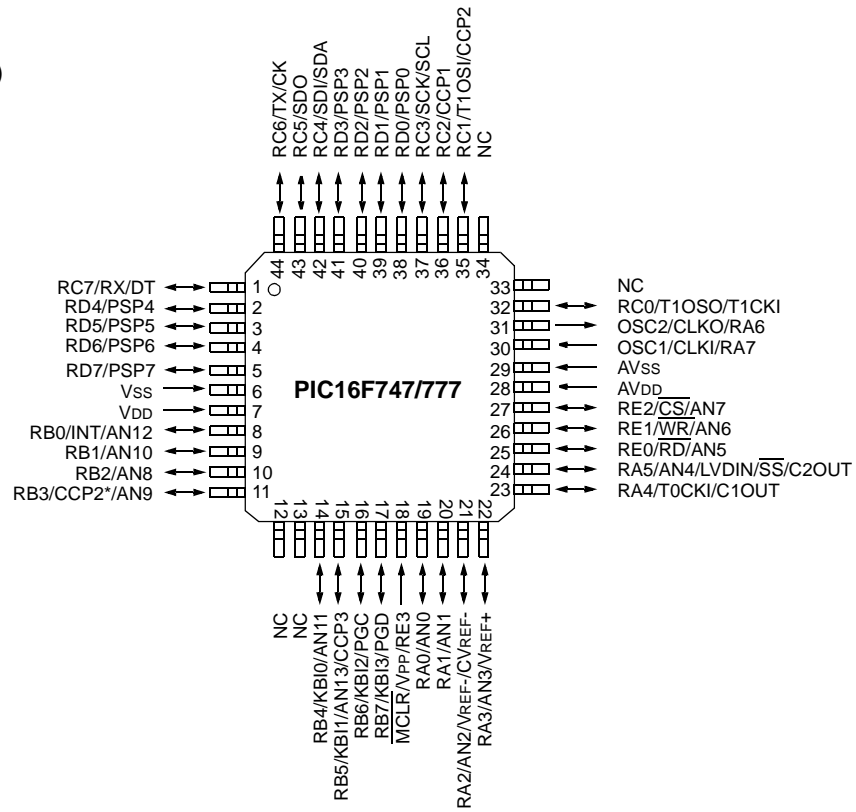 )
RC6/TX/CK
RC5/SDO
RC4/SDI/SDA
RD3/PSP3
RD2/PSP2
RD1/PSP1
RD0/PSP0
RC3/SCK/SCL
RC2/CCP1
RC1/T1OSI/CCP2
NC
44
43
42
41
40
39
38
37
36
35
34
RC7/RX/DT 1
RD4/PSP4 2
RD5/PSP5 3
RD6/PSP6 4
RD7/PSP7 5
VSS 6
VDD 7
RB0/INT/AN12 8
RB1/AN10 9
RB2/AN8 10
RB3/CCP2*/AN9 11
PIC16F747/777
33 NC
32 RC0/T1OSO/T1CKI
31 OSC2/CLKO/RA6
30 OSC1/CLKI/RA7
29 AVSS
28 AVDD
27 RE2/CS/AN7
26 RE1/WR/AN6
25 RE0/RD/AN5
24 RA5/AN4/LVDIN/SS/C2OUT
23 RA4/T0CKI/C1OUT
12
13
14
15
16
17
18
19
20
21
22
NC
NC
RB4/KBI0/AN11
RB5/KBI1/AN13/CCP3
RB6/KBI2/PGC
RB7/KBI3/PGD
MCLR/VPP/RE3
RA0/AN0
RA1/AN1
RA2/AN2/VREF-/CVREF-
RA3/AN3/VREF+